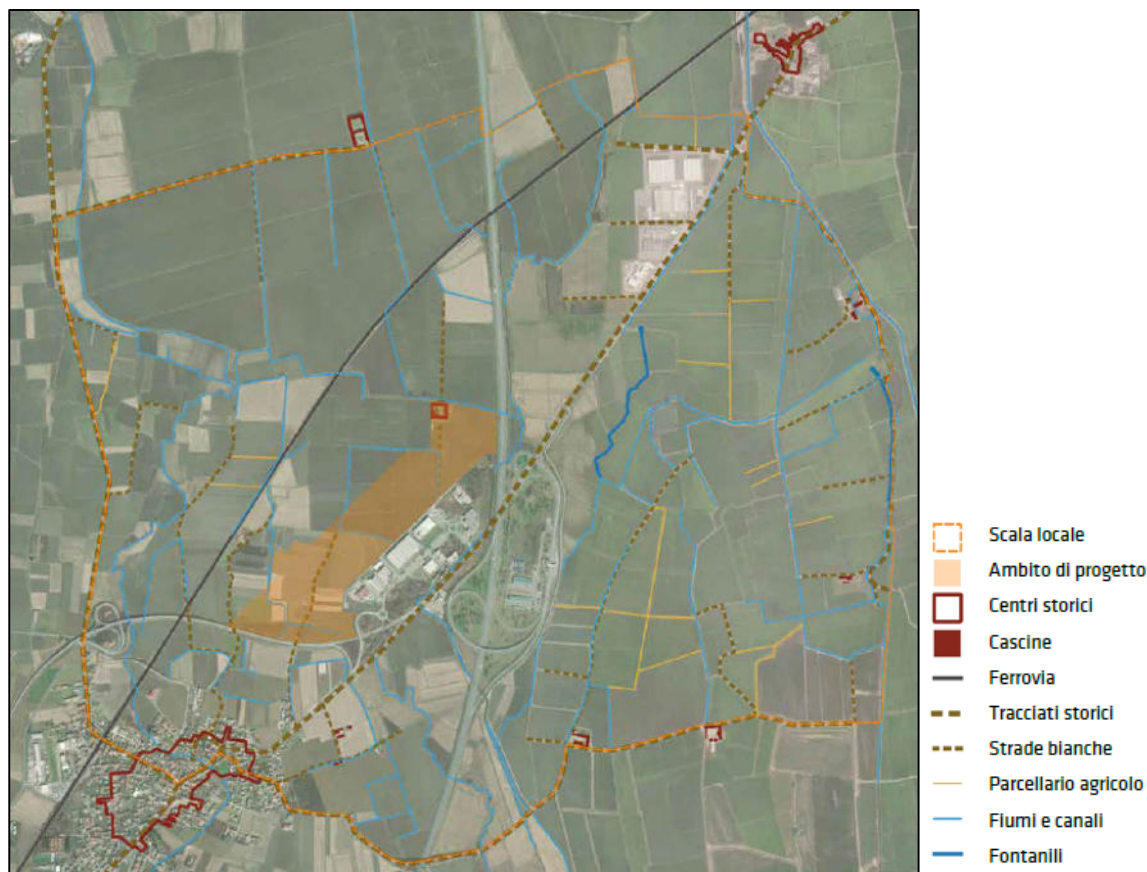 Scala locale
Ambito di progetto
Centri storici
Cascine
Ferrovia
Tracciati storici
Strade bianche
Parcellario agricolo
Fiumi e canali
Fontanili